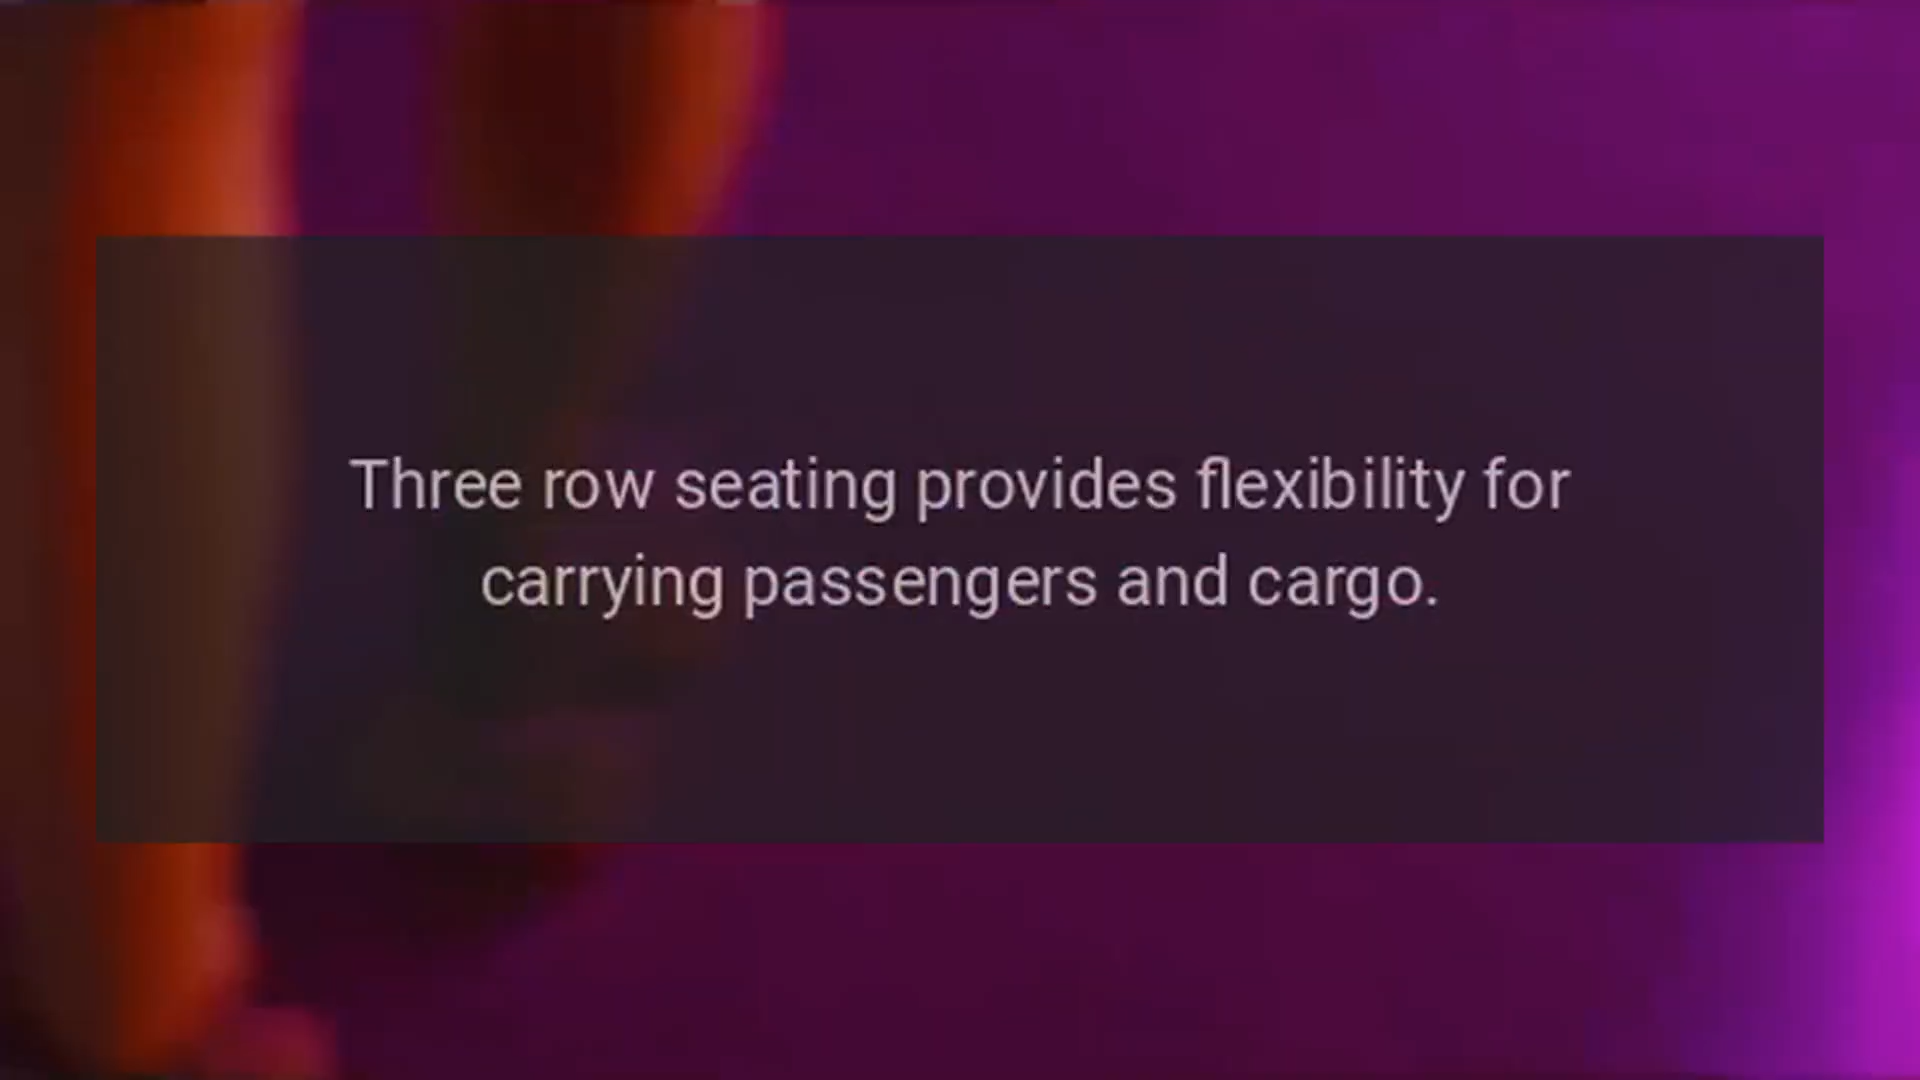 Three row seating provides flexibility for
carrying passengers and cargo.